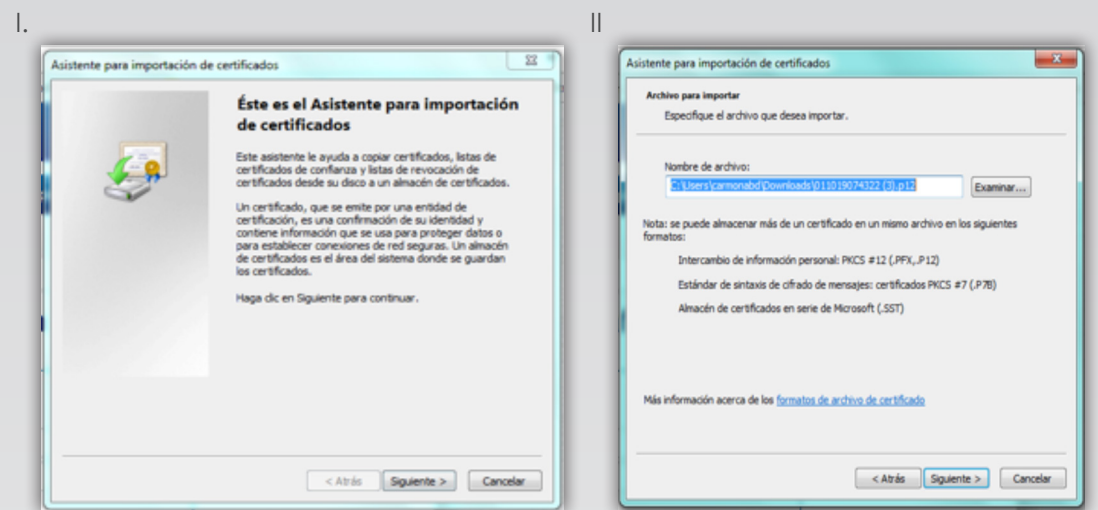 I.
II
Asistente para importación de certificados
Éste es el Asistente para importación
de certificados
Este asistente le ayuda a copiar certificados, listas de
certificados de confianza y listas de revocación de
certificados desde su disco a un almacén de certificados.
Un certificado, que se emite por una entidad de
certificación, es una confirmación de su identidad y
contiene información que se usa para proteger datos o
para establecer conexiones de red seguras. Un almacén
de certificados es el área del sistema donde se guardan
los certificados.
Haga clic en Siguiente para continuar.
< Atrás
Siguiente >
Cancelar
Asistente para importación de certificados
Archivo para importar
Especifique el archivo que desea importar.
Nombre de archivo:
C:\Users\carmonabd\Downloads\011019074322 (3).p12
Examinar...
Nota: se puede almacenar más de un certificado en un mismo archivo en los siguientes
formatos:
Intercambio de información personal: PKCS #12 (.PFX,.P12)
Estándar de sintaxis de cifrado de mensajes: certificados PKCS #7 (.P7B)
Almacén de certificados en serie de Microsoft (.SST)
Más información acerca de los formatos de archivo de certificado
< Atrás
Siguiente >
Cancelar